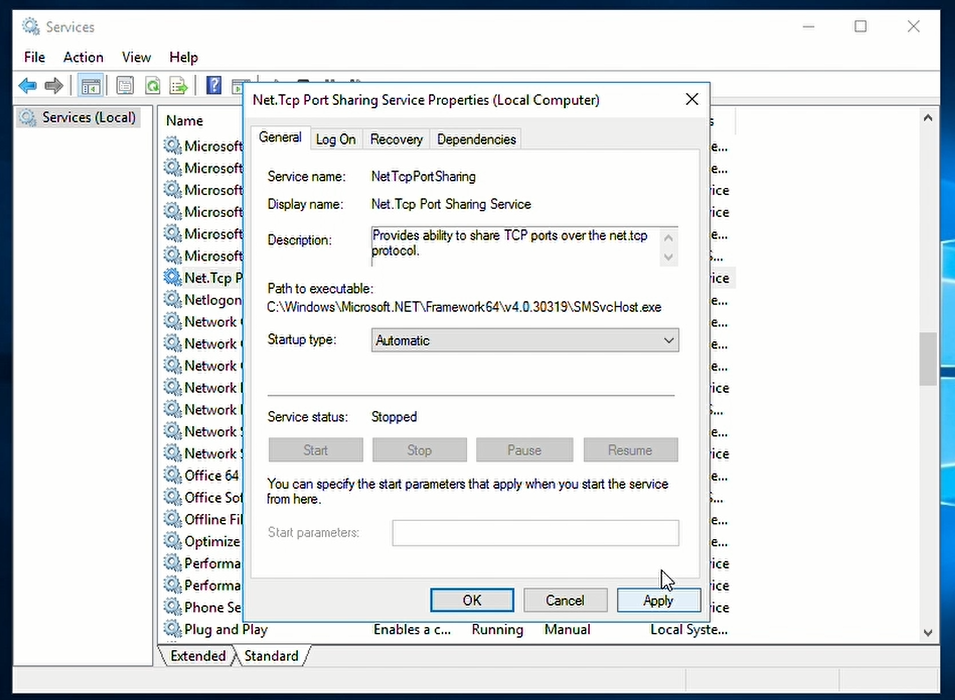 Services
File Action View Help
Net.Tcp Port Sharing Service Properties (Local Computer)
Services (Local)
Name
General Log On Recovery Dependencies
Microsoft
Microsoft
Microsoft
Microsoft
Microsoft
Microsoft
Net.Tcp P
Netlogon
Network
Network
Network
Network
Network
Network
Network
Office 64
Office Sof
Offline Fil
Optimize
Performa
Performa
Phone Se
Service name: NetTcpPortSharing
Display name: Net.Tcp Port Sharing Service
Description: Provides ability to share TCP ports over the net.tcp
protocol.
Path to executable:
C:\Windows\Microsoft.NET\Framework64\v4.0.30319\SMSvcHost.exe
Startup type: Automatic
Service status: Stopped
Start Stop Pause Resume
You can specify the start parameters that apply when you start the service
from here.
Start parameters:
OK Cancel Apply
Plug and Play Enables a c... Running Manual Local Syste...
Extended Standard